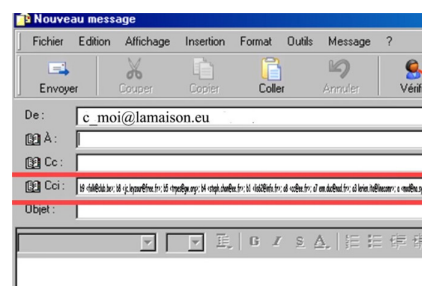 Nouveau message
Fichier Edition Affichage Insertion Format Outils Message ?
Envoyer Couper Copier Coller Annuler Vérifi
De : c_moi@lamaison.eu
À :
Cc :
Cci :
Objet :
G I S A